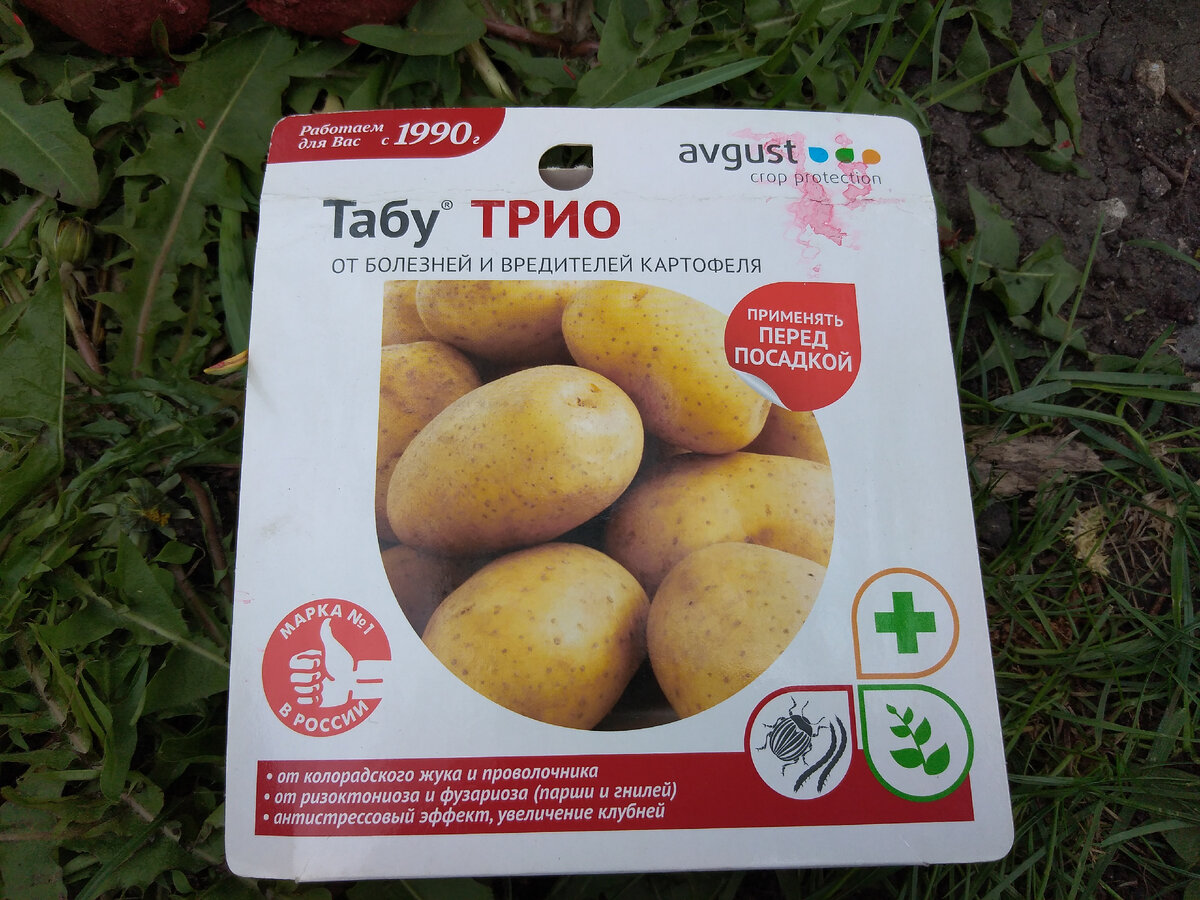 Работаем
для Вас с 1990 г
avgust
crop protection
Табу® ТРИО
ОТ БОЛЕЗНЕЙ И ВРЕДИТЕЛЕЙ КАРТОФЕЛЯ
ПРИМЕНЯТЬ
ПЕРЕД
ПОСАДКОЙ
МАРКА №1
В РОССИИ
• от колорадского жука и проволочника
• от ризоктониоза и фузариоза (парши и гнилей)
• антистрессовый эффект, увеличение клубней